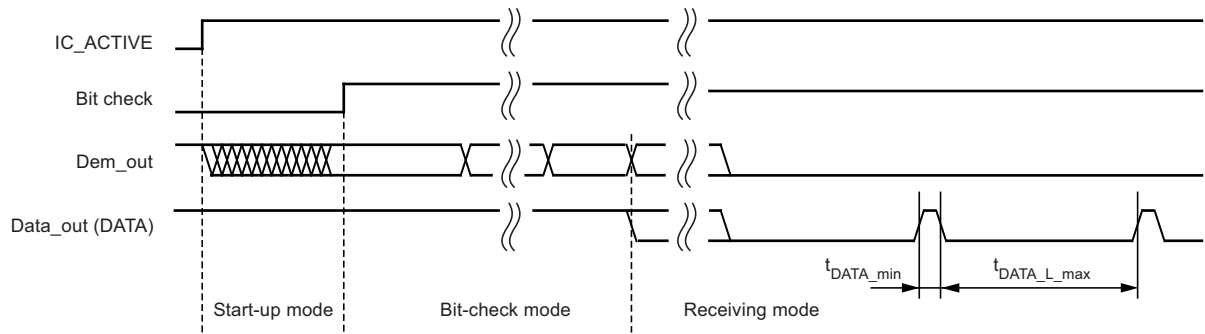 IC_ACTIVE
Bit check
Dem_out
Data_out (DATA)
tDATA_min
tDATA_L_max
Start-up mode
Bit-check mode
Receiving mode